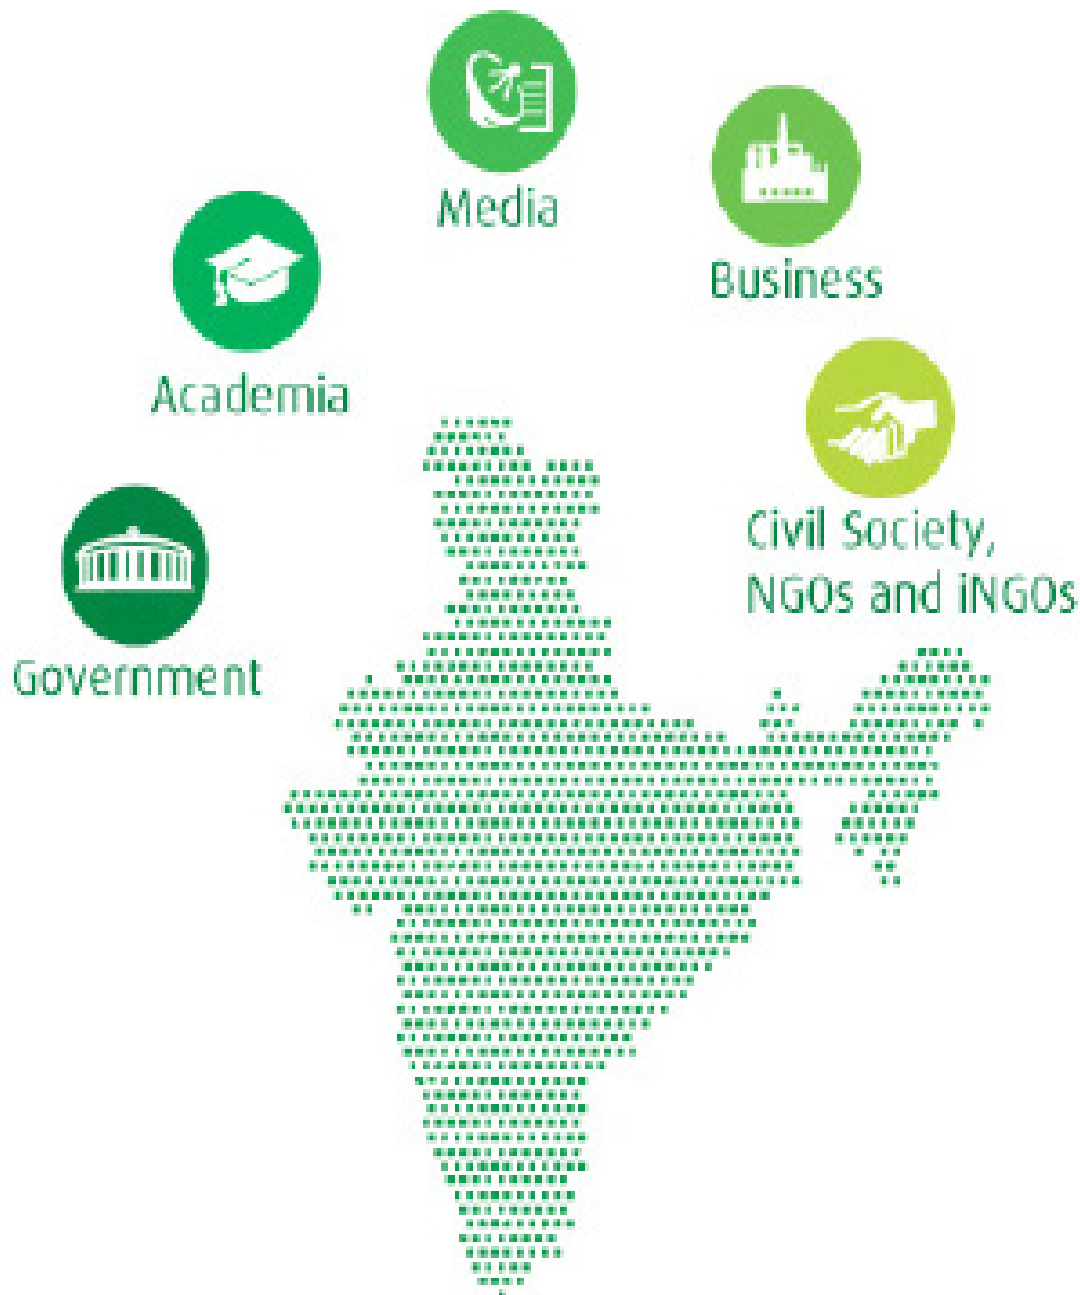 Media
Business
Academia
Civil Society,
NGOs and iNGOs
Government